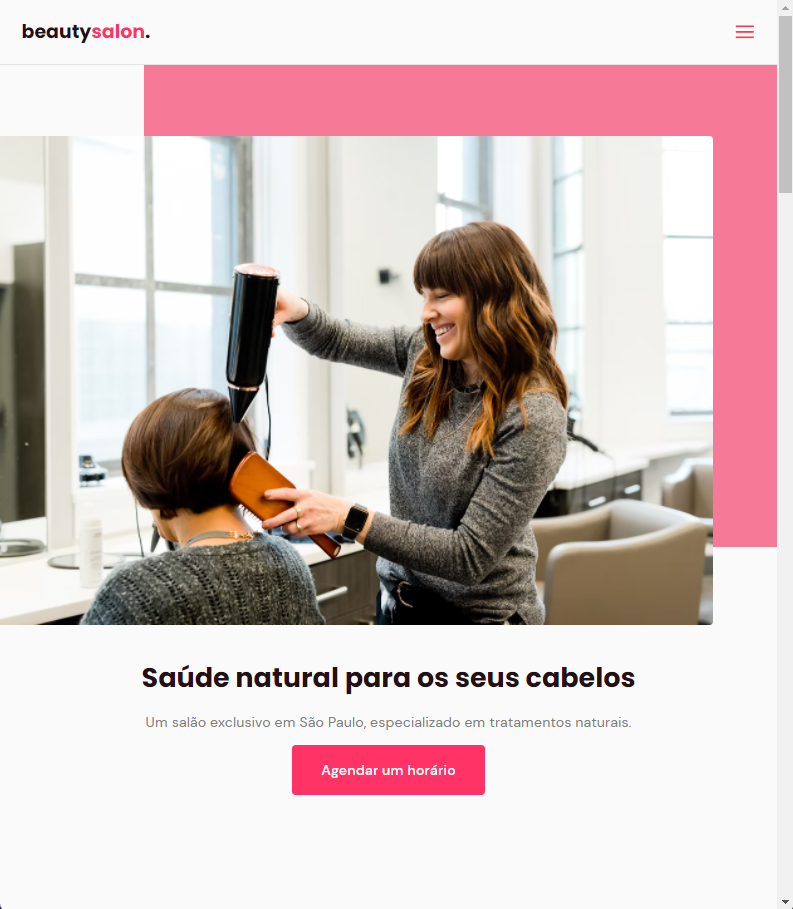 beautysalon.
Saúde natural para os seus cabelos
Um salão exclusivo em São Paulo, especializado em tratamentos naturais.
Agendar um horário